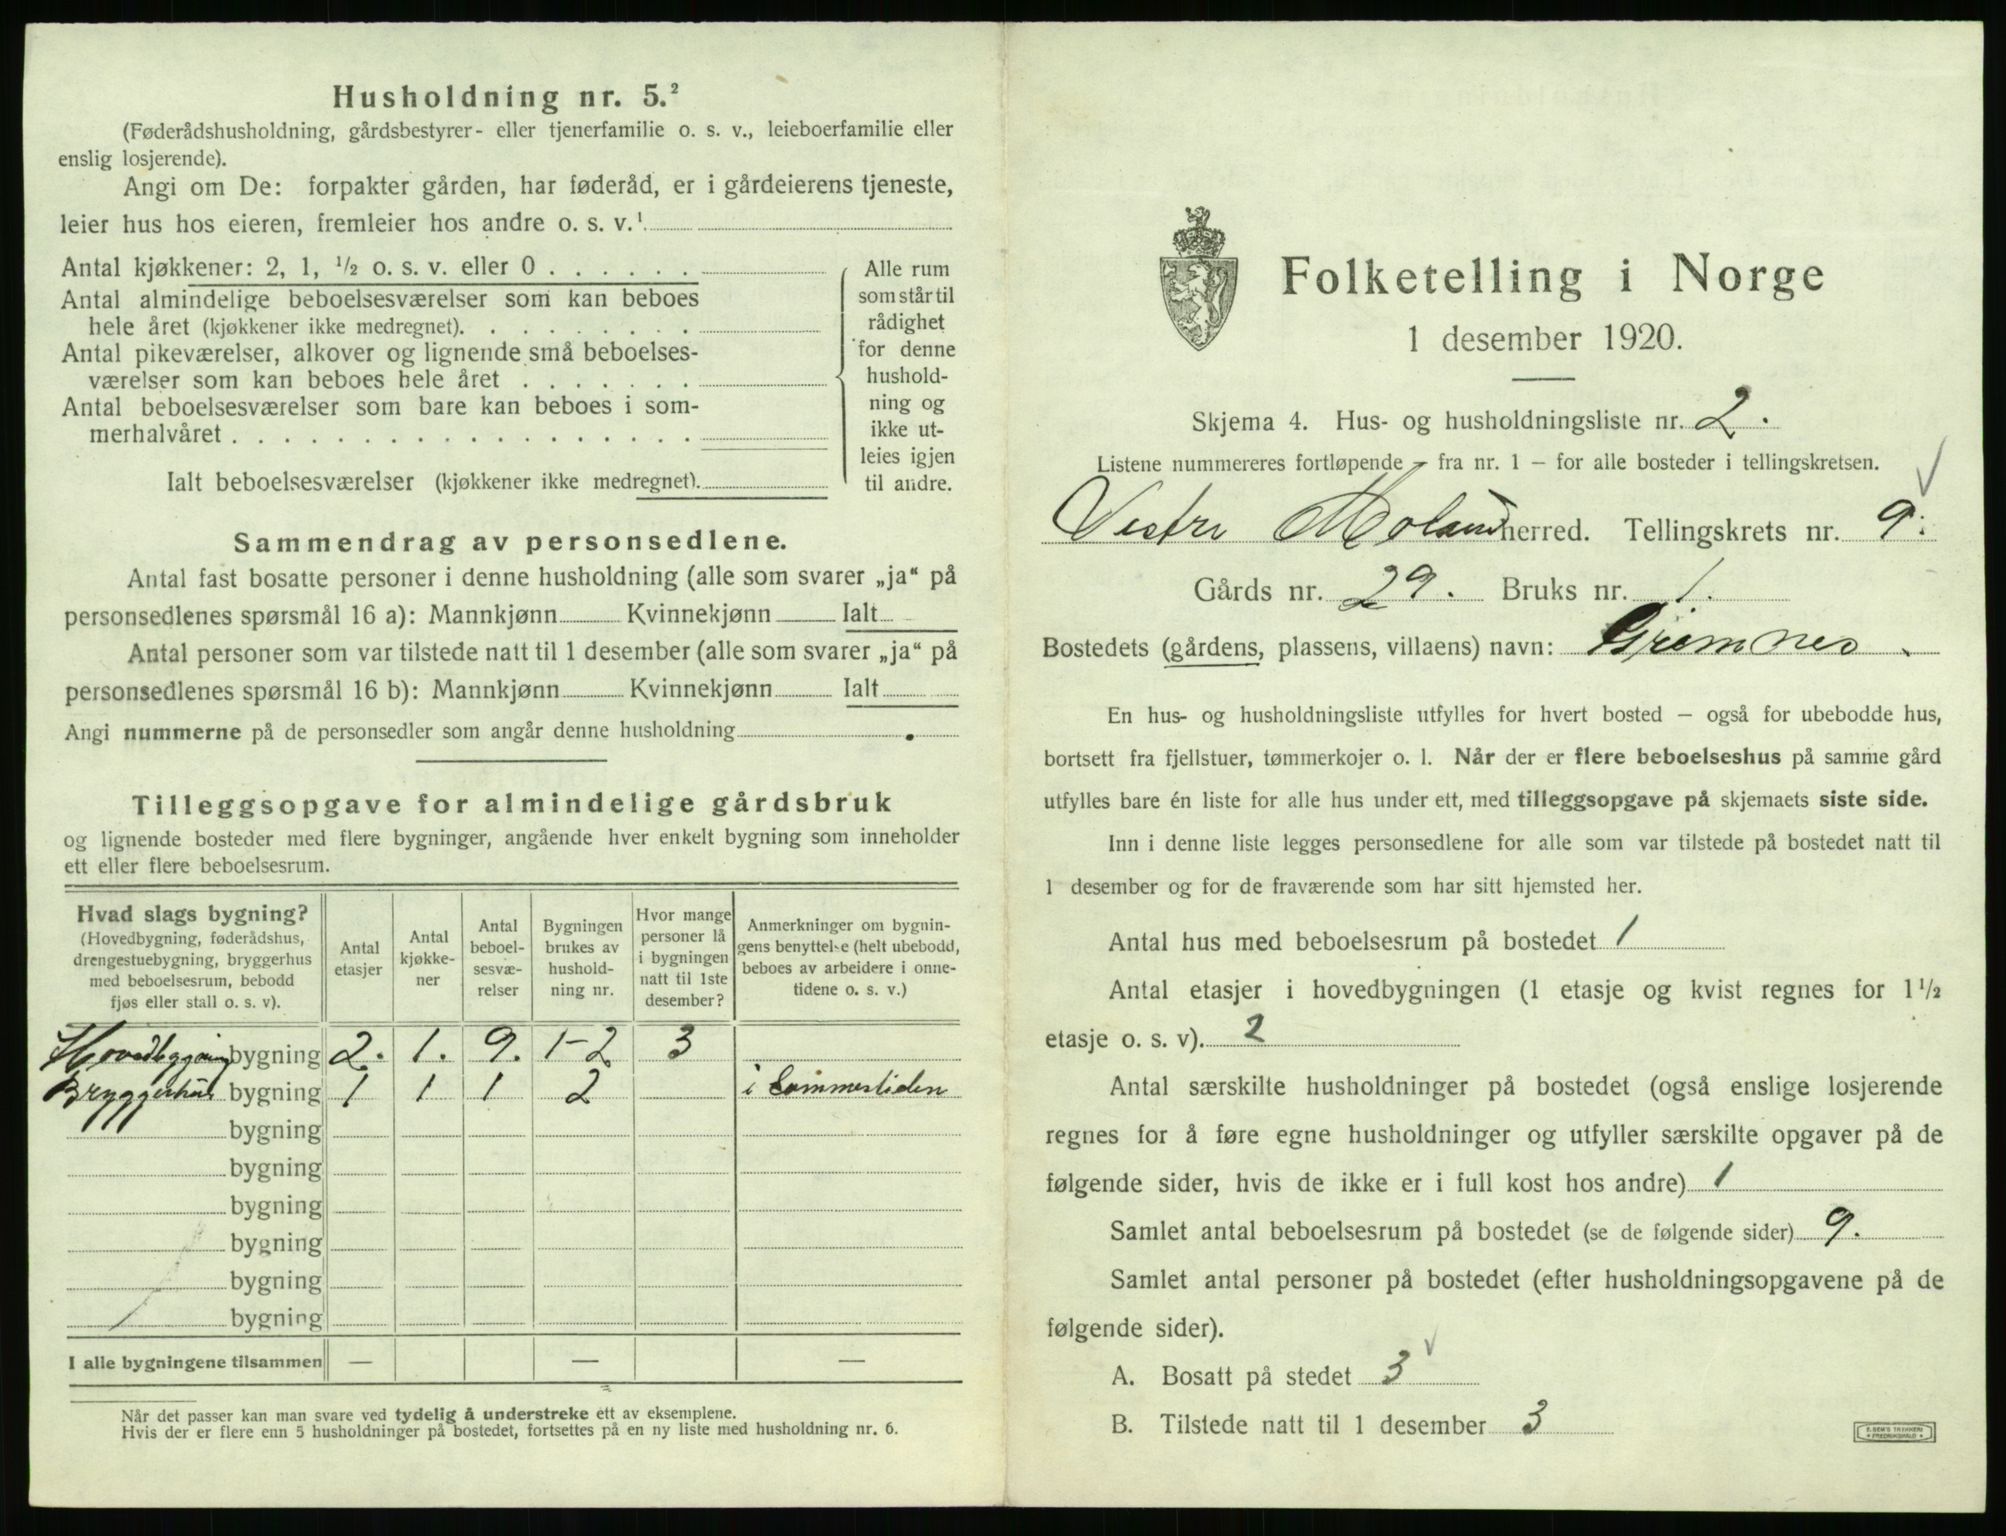 Husholdning nr. 5.²
(Føderådshusholdning, gårdsbestyrer- eller tjenerfamilie o. s. v., leieboerfamilie eller
enslig losjerende).
Angi om De: forpakter gården, har føderåd, er i gårdeierens tjeneste,
leier hus hos eieren, fremleier hos andre o. s. v.¹
Antal kjøkkener: 2, 1, ½ o. s. v. eller 0 . . . . . .
Antal almindelige beboelsesværelser som kan beboes
hele året (kjøkkener ikke medregnet). . . . . . . . .
Antal pikeværelser, alkover og lignende små beboelses-
værelser som kan beboes hele året . . . . . . .
Antal beboelsesværelser som bare kan beboes i som-
merhalvåret . . . . . . . . . . . . . . . . . .
Ialt beboelsesværelser (kjøkkener ikke medregnet).
Alle rum
som står til
rådighet
for denne
hushold-
ning og
ikke ut-
leies igjen
til andre.
Sammendrag av personsedlene.
Antal fast bosatte personer i denne husholdning (alle som svarer „ja“ på
personsedlenes spørsmål 16 a): Mannkjønn Kvinnekjønn Ialt
Antal personer som var tilstede natt til 1 desember (alle som svarer „ja“ på
personsedlenes spørsmål 16 b): Mannkjønn Kvinnekjønn Ialt
Angi nummerne på de personsedler som angår denne husholdning
Tilleggsopgave for almindelige gårdsbruk
og lignende bosteder med flere bygninger, angående hver enkelt bygning som inneholder
ett eller flere beboelsesrum.
Hvad slags bygning?
(Hovedbygning, føderådshus,
drengestuebygning, bryggerhus
med beboelsesrum, bebodd
fjøs eller stall o. s. v).
Antal
etasjer
Antal
kjøkke-
ner
Antal
beboel-
sesvæ-
relser
Bygningen
brukes av
hushold-
ning nr.
Hvor mange
personer lå
i bygningen
natt til 1ste
desember?
Anmerkninger om bygnin-
gens benyttelse (helt ubebodd,
beboes av arbeidere i onne-
tidene o. s. v.)
Hovedbygning bygning 2. 1. 9. 1-2 3
Bryggerhus bygning 1 1 1 2 i Sommertiden
bygning
bygning
bygning
bygning
bygning
bygning
I alle bygningene tilsammen — — —
Når det passer kan man svare ved tydelig å understreke ett av eksemplene.
Hvis der er flere enn 5 husholdninger på bostedet, fortsettes på en ny liste med husholdning nr. 6.
Folketelling i Norge
1 desember 1920.
Skjema 4. Hus- og husholdningsliste nr. 2.
Listene nummereres fortløpende – fra nr. 1 – for alle bosteder i tellingskretsen.
Vestre Moland herred. Tellingskrets nr. 9.
Gårds nr. 29. Bruks nr. 1.
Bostedets (gårdens, plassens, villaens) navn: Grimnes.
En hus- og husholdningsliste utfylles for hvert bosted – også for ubebodde hus,
bortsett fra fjellstuer, tømmerkojer o. l. Når der er flere beboelseshus på samme gård
utfylles bare én liste for alle hus under ett, med tilleggsopgave på skjemaets siste side.
Inn i denne liste legges personsedlene for alle som var tilstede på bostedet natt til
1 desember og for de fraværende som har sitt hjemsted her.
Antal hus med beboelsesrum på bostedet 1
Antal etasjer i hovedbygningen (1 etasje og kvist regnes for 1½
etasje o. s. v). 2
Antal særskilte husholdninger på bostedet (også enslige losjerende
regnes for å føre egne husholdninger og utfyller særskilte opgaver på de
følgende sider, hvis de ikke er i full kost hos andre) 1
Samlet antal beboelsesrum på bostedet (se de følgende sider) 9.
Samlet antal personer på bostedet (efter husholdningsopgavene på de
følgende sider).
A. Bosatt på stedet 3
B. Tilstede natt til 1 desember 3